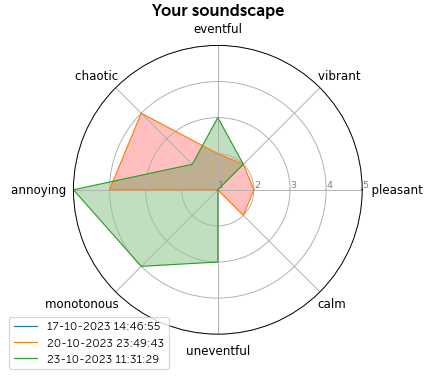 Your soundscape
eventful
chaotic
vibrant
annoying
1 2 3 4 5
pleasant
monotonous
calm
uneventful
17-10-2023 14:46:55
20-10-2023 23:49:43
23-10-2023 11:31:29